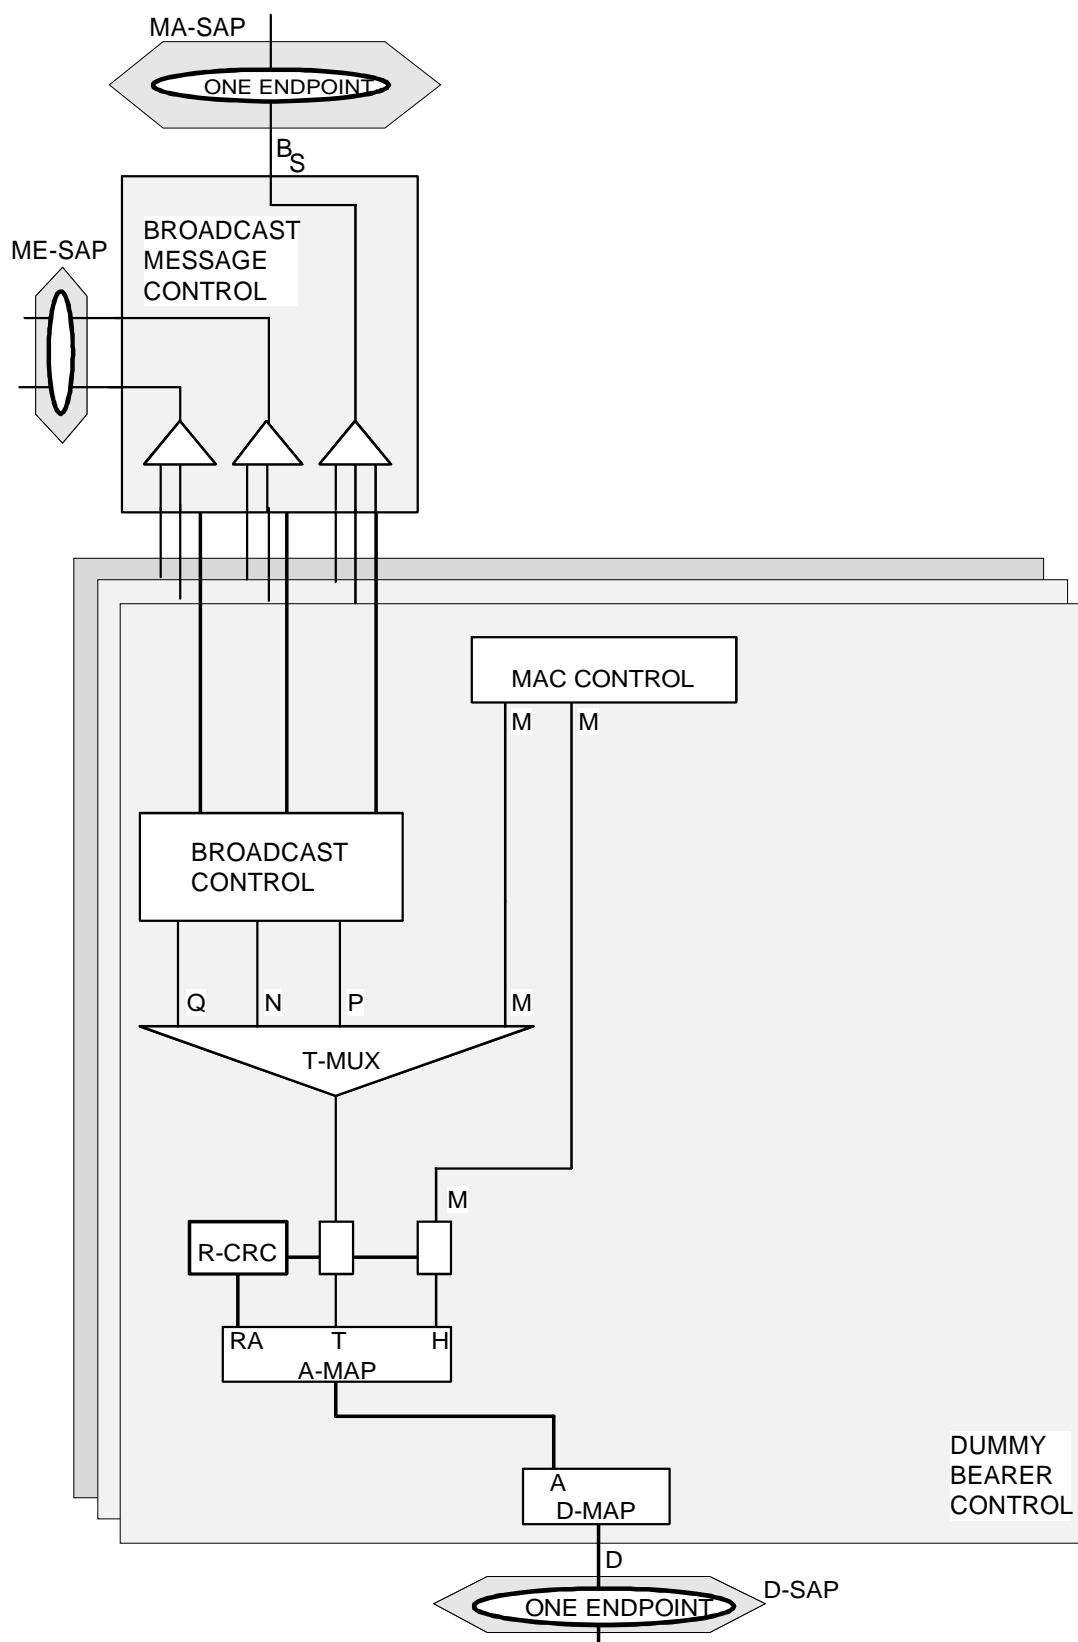 MA-SAP
ONE ENDPOINT
BS
BROADCAST
MESSAGE
CONTROL
ME-SAP
MAC CONTROL
M M
BROADCAST
CONTROL
Q N P M
T-MUX
M
R-CRC
RA T H
A-MAP
DUMMY
BEARER
CONTROL
A
D-MAP
D
D-SAP
ONE ENDPOINT